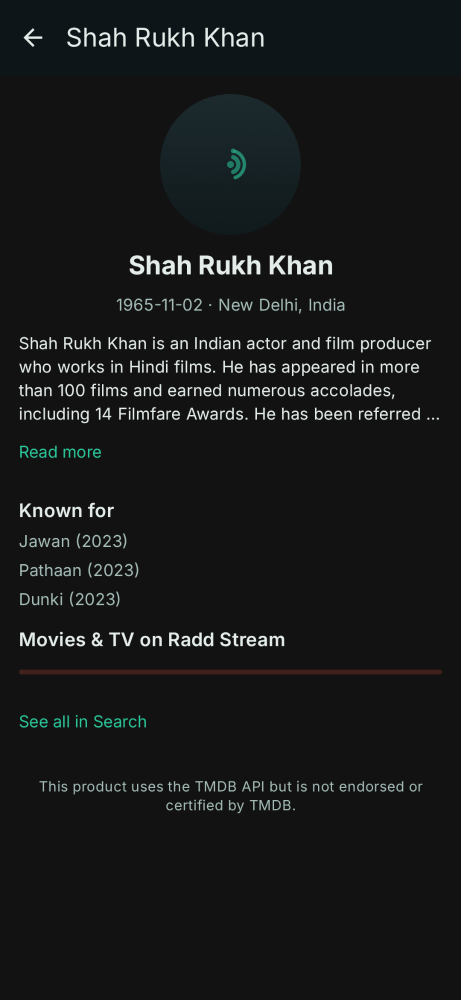 Shah Rukh Khan
Shah Rukh Khan
1965-11-02 · New Delhi, India
Shah Rukh Khan is an Indian actor and film producer
who works in Hindi films. He has appeared in more
than 100 films and earned numerous accolades,
including 14 Filmfare Awards. He has been referred ...
Read more
Known for
Jawan (2023)
Pathaan (2023)
Dunki (2023)
Movies & TV on Radd Stream
See all in Search
This product uses the TMDB API but is not endorsed or
certified by TMDB.